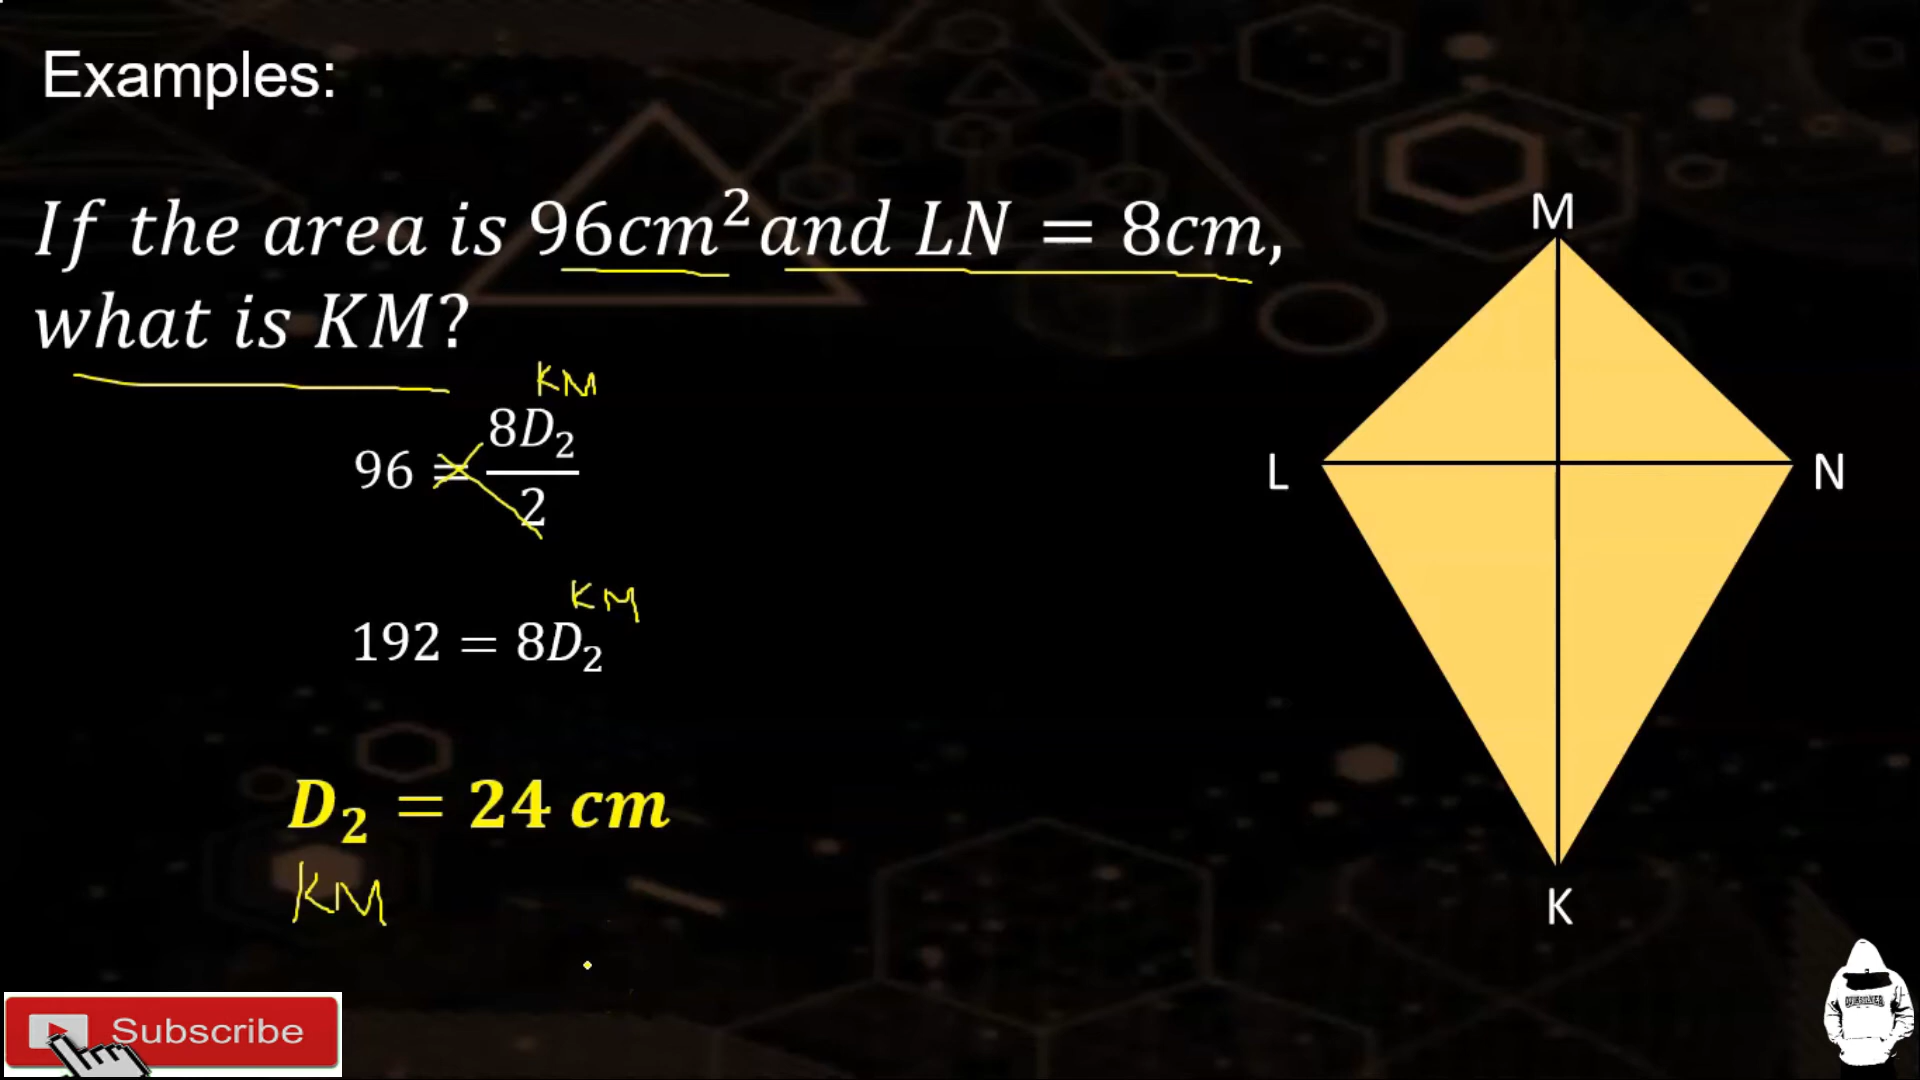 Examples:
If the area is 96cm² and LN = 8cm,
what is KM?
KM
96 = 8D₂/2
KM
192 = 8D₂
D₂ = 24 cm
KM
M
L
N
K
Subscribe
QUIKSILVER